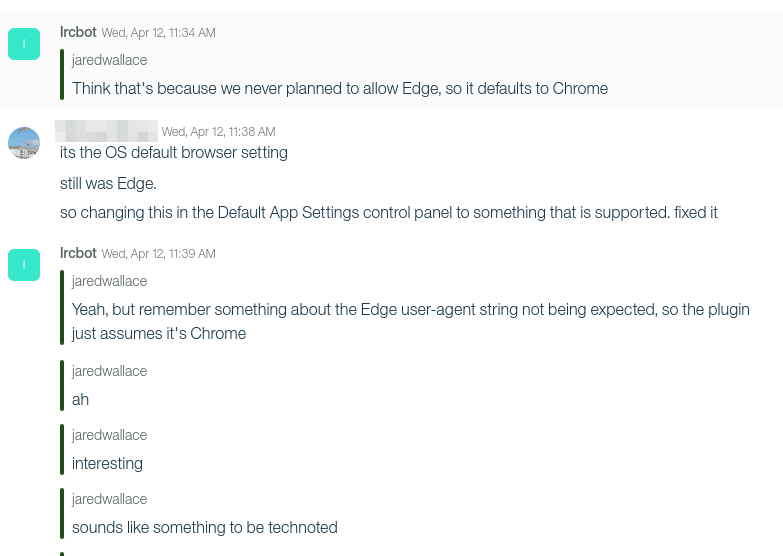 Ircbot Wed, Apr 12, 11:34 AM
jaredwallace
Think that's because we never planned to allow Edge, so it defaults to Chrome
Wed, Apr 12, 11:38 AM
its the OS default browser setting
still was Edge.
so changing this in the Default App Settings control panel to something that is supported. fixed it
Ircbot Wed, Apr 12, 11:39 AM
jaredwallace
Yeah, but remember something about the Edge user-agent string not being expected, so the plugin
just assumes it's Chrome
jaredwallace
ah
jaredwallace
interesting
jaredwallace
sounds like something to be technoted